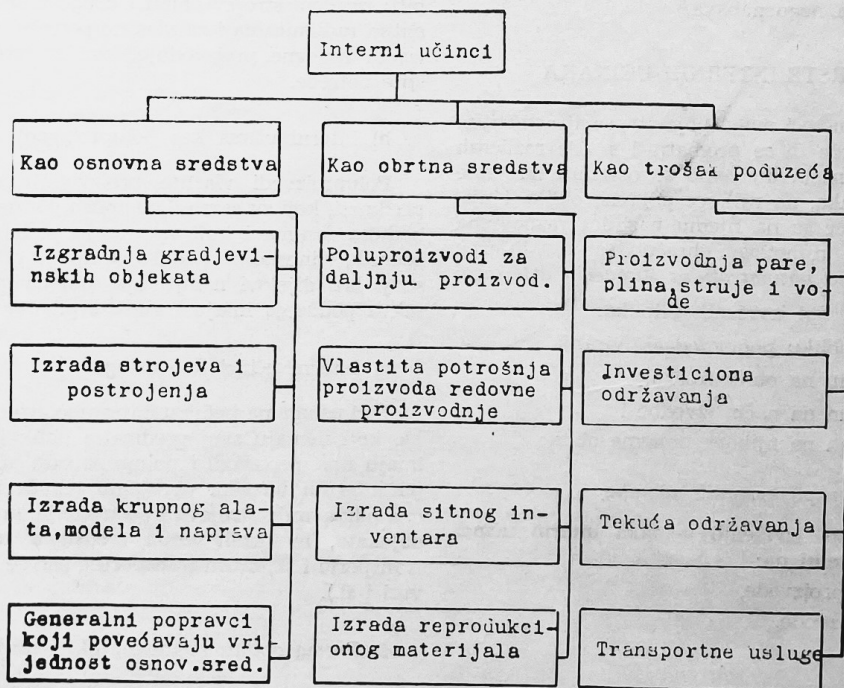 Interni učinci
Kao osnovna sredstva
Kao obrtna sredstva
Kao trošak poduzeća
Izgradnja gradjevi-
nskih objekata
Poluproizvodi za
daljnju proizvod.
Proizvodnja pare,
plina,struje i vo-
de
Izrada strojeva i
postrojenja
Vlastita potrošnja
proizvoda redovne
proizvodnje
Investiciona
održavanja
Izrada krupnog ala-
ta,modela i naprava
Izrada sitnog in-
ventara
Tekuća održavanja
Generalni popravci
koji povećavaju vri-
jednost osnov.sred.
Izrada reprodukci-
onog materijala
Transportne usluge